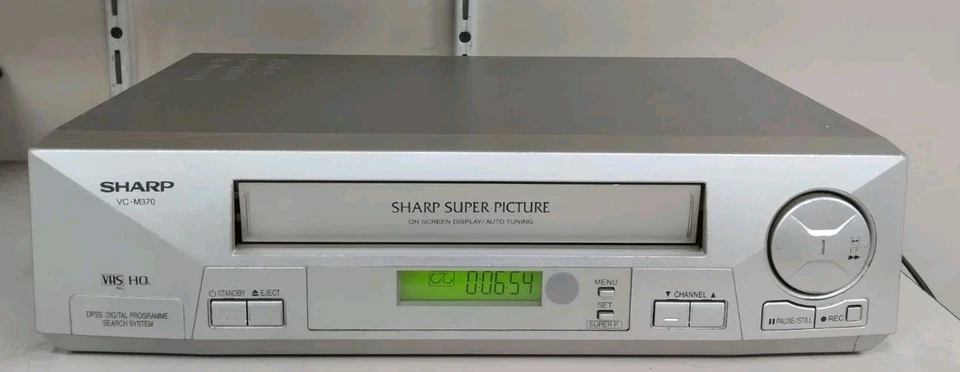 SHARP
VC-M370
SHARP SUPER PICTURE
ON SCREEN DISPLAY/AUTO TUNING
VHS HQ
PAL
DPSS DIGITAL PROGRAMME
SEARCH SYSTEM
STANDBY EJECT
0:06:54
MENU
SET
SUPER P.
CHANNEL
PAUSE/STILL
REC